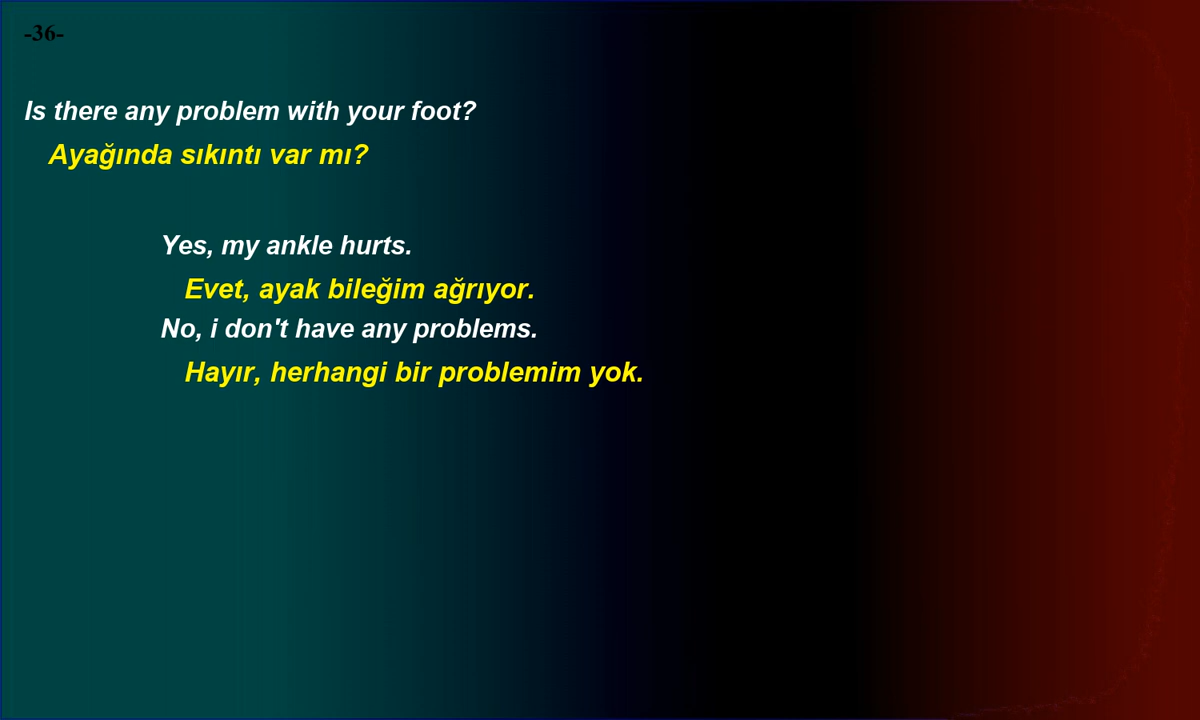 -36-
Is there any problem with your foot?
Ayağında sıkıntı var mı?
Yes, my ankle hurts.
Evet, ayak bileğim ağrıyor.
No, i don't have any problems.
Hayır, herhangi bir problemim yok.